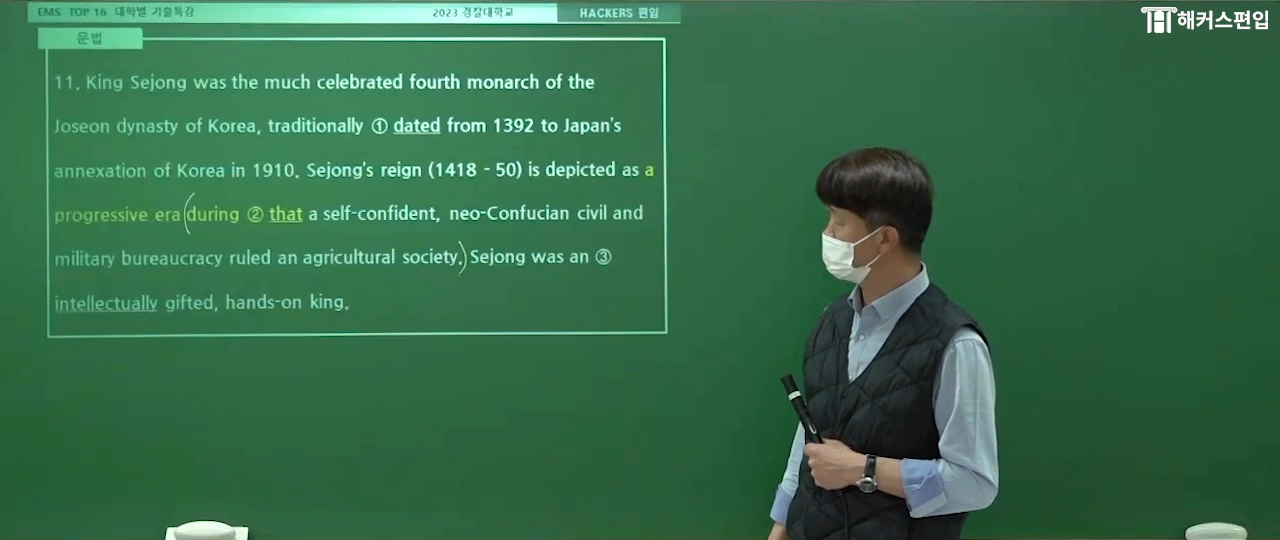 EMS TOP 16 대학별 기출특강
2023 경찰대학교
HACKERS 편입
해커스편입
문법
11. King Sejong was the much celebrated fourth monarch of the
Joseon dynasty of Korea, traditionally ① dated from 1392 to Japan's
annexation of Korea in 1910. Sejong's reign (1418 - 50) is depicted as a
progressive era (during ② that a self-confident, neo-Confucian civil and
military bureaucracy ruled an agricultural society.) Sejong was an ③
intellectually gifted, hands-on king.